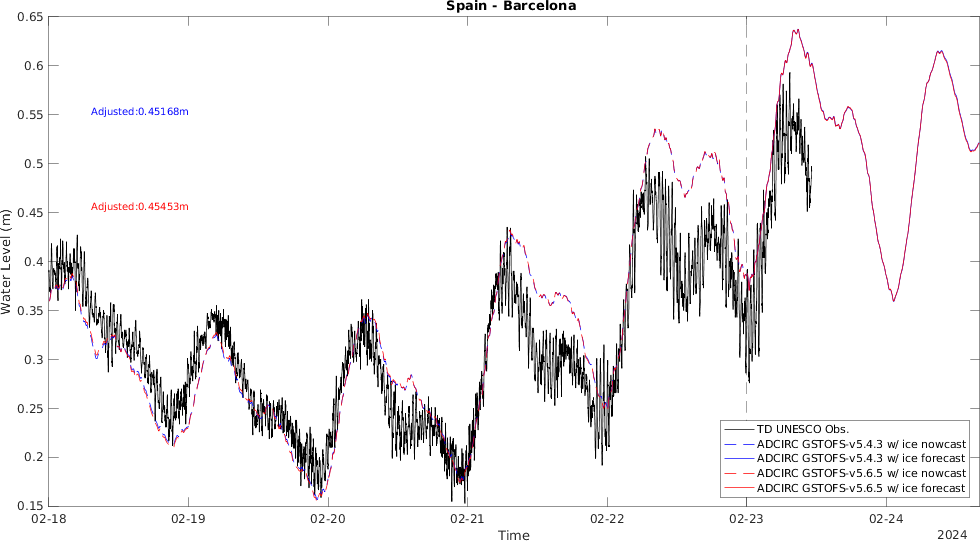 Spain - Barcelona
0.65
0.6
0.55
0.5
0.45
0.4
0.35
0.3
0.25
0.2
0.15
Water Level (m)
Adjusted:0.45168m
Adjusted:0.45453m
TD UNESCO Obs.
ADCIRC GSTOFS-v5.4.3 w/ ice nowcast
ADCIRC GSTOFS-v5.4.3 w/ ice forecast
ADCIRC GSTOFS-v5.6.5 w/ ice nowcast
ADCIRC GSTOFS-v5.6.5 w/ ice forecast
02-18 02-19 02-20 02-21 02-22 02-23 02-24
Time
2024